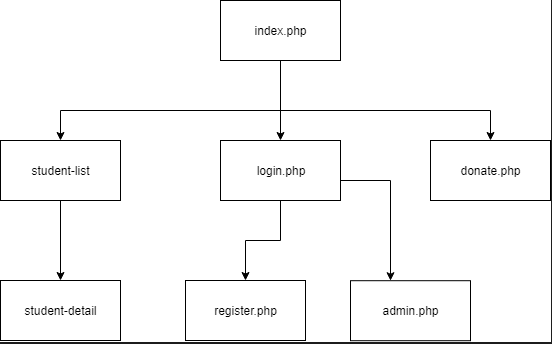 index.php
student-list
login.php
donate.php
student-detail
register.php
admin.php